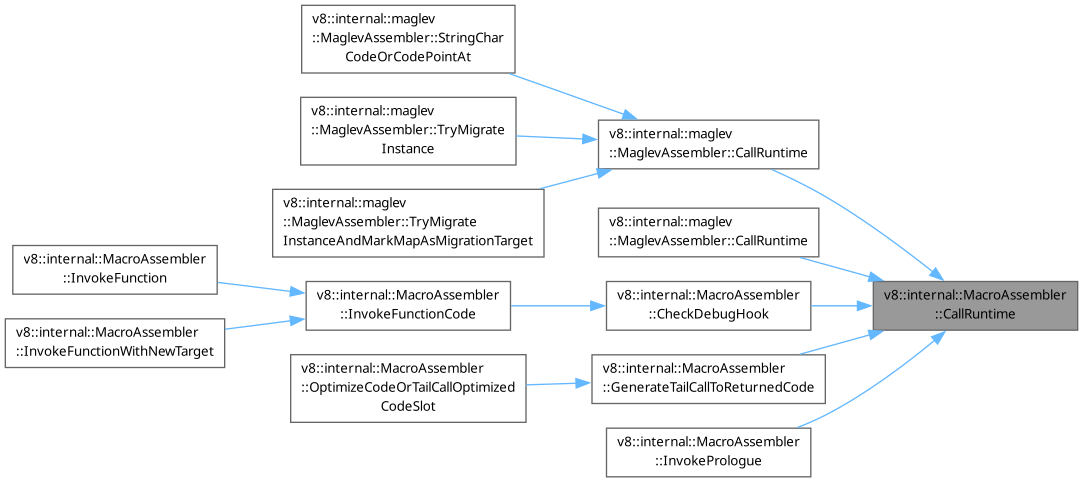 v8::internal::maglev
::MaglevAssembler::StringChar
CodeOrCodePointAt
v8::internal::maglev
::MaglevAssembler::TryMigrate
Instance
v8::internal::maglev
::MaglevAssembler::CallRuntime
v8::internal::maglev
::MaglevAssembler::TryMigrate
InstanceAndMarkMapAsMigrationTarget
v8::internal::maglev
::MaglevAssembler::CallRuntime
v8::internal::MacroAssembler
::InvokeFunction
v8::internal::MacroAssembler
::InvokeFunctionCode
v8::internal::MacroAssembler
::CheckDebugHook
v8::internal::MacroAssembler
::CallRuntime
v8::internal::MacroAssembler
::InvokeFunctionWithNewTarget
v8::internal::MacroAssembler
::OptimizeCodeOrTailCallOptimized
CodeSlot
v8::internal::MacroAssembler
::GenerateTailCallToReturnedCode
v8::internal::MacroAssembler
::InvokePrologue